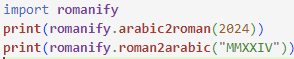 import romanify
print(romanify.arabic2roman(2024))
print(romanify.roman2arabic("MMXXIV"))